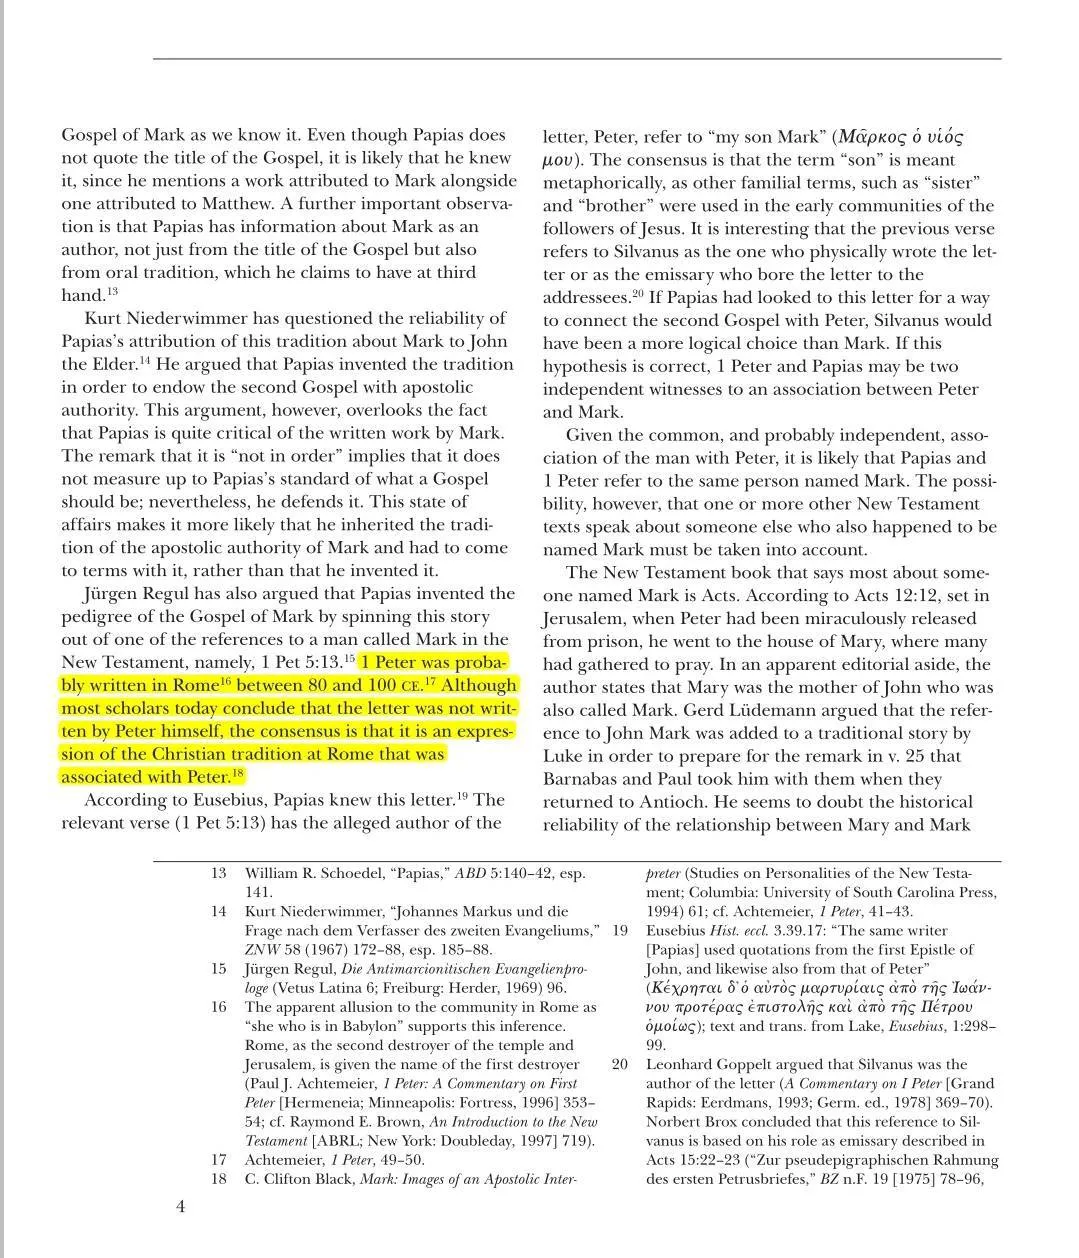 Gospel of Mark as we know it. Even though Papias does
not quote the title of the Gospel, it is likely that he knew
it, since he mentions a work attributed to Mark alongside
one attributed to Matthew. A further important observa-
tion is that Papias has information about Mark as an
author, not just from the title of the Gospel but also
from oral tradition, which he claims to have at third
hand.13
Kurt Niederwimmer has questioned the reliability of
Papias's attribution of this tradition about Mark to John
the Elder.14 He argued that Papias invented the tradition
in order to endow the second Gospel with apostolic
authority. This argument, however, overlooks the fact
that Papias is quite critical of the written work by Mark.
The remark that it is “not in order” implies that it does
not measure up to Papias's standard of what a Gospel
should be; nevertheless, he defends it. This state of
affairs makes it more likely that he inherited the tradi-
tion of the apostolic authority of Mark and had to come
to terms with it, rather than that he invented it.
Jürgen Regul has also argued that Papias invented the
pedigree of the Gospel of Mark by spinning this story
out of one of the references to a man called Mark in the
New Testament, namely, 1 Pet 5:13.15 1 Peter was proba-
bly written in Rome16 between 80 and 100 CE.17 Although
most scholars today conclude that the letter was not writ-
ten by Peter himself, the consensus is that it is an expres-
sion of the Christian tradition at Rome that was
associated with Peter.18
According to Eusebius, Papias knew this letter.19 The
relevant verse (1 Pet 5:13) has the alleged author of the
letter, Peter, refer to “my son Mark” (Μᾶρκος ὁ υἱός
μου). The consensus is that the term “son” is meant
metaphorically, as other familial terms, such as “sister”
and “brother” were used in the early communities of the
followers of Jesus. It is interesting that the previous verse
refers to Silvanus as the one who physically wrote the let-
ter or as the emissary who bore the letter to the
addressees.20 If Papias had looked to this letter for a way
to connect the second Gospel with Peter, Silvanus would
have been a more logical choice than Mark. If this
hypothesis is correct, 1 Peter and Papias may be two
independent witnesses to an association between Peter
and Mark.
Given the common, and probably independent, asso-
ciation of the man with Peter, it is likely that Papias and
1 Peter refer to the same person named Mark. The possi-
bility, however, that one or more other New Testament
texts speak about someone else who also happened to be
named Mark must be taken into account.
The New Testament book that says most about some-
one named Mark is Acts. According to Acts 12:12, set in
Jerusalem, when Peter had been miraculously released
from prison, he went to the house of Mary, where many
had gathered to pray. In an apparent editorial aside, the
author states that Mary was the mother of John who was
also called Mark. Gerd Lüdemann argued that the refer-
ence to John Mark was added to a traditional story by
Luke in order to prepare for the remark in v. 25 that
Barnabas and Paul took him with them when they
returned to Antioch. He seems to doubt the historical
reliability of the relationship between Mary and Mark
13 William R. Schoedel, “Papias,” ABD 5:140–42, esp.
141.
14 Kurt Niederwimmer, “Johannes Markus und die
Frage nach dem Verfasser des zweiten Evangeliums,”
ZNW 58 (1967) 172–88, esp. 185–88.
15 Jürgen Regul, Die Antimarcionitischen Evangelienpro-
loge (Vetus Latina 6; Freiburg: Herder, 1969) 96.
16 The apparent allusion to the community in Rome as
“she who is in Babylon” supports this inference.
Rome, as the second destroyer of the temple and
Jerusalem, is given the name of the first destroyer
(Paul J. Achtemeier, 1 Peter: A Commentary on First
Peter [Hermeneia; Minneapolis: Fortress, 1996] 353–
54; cf. Raymond E. Brown, An Introduction to the New
Testament [ABRL; New York: Doubleday, 1997] 719).
17 Achtemeier, 1 Peter, 49–50.
18 C. Clifton Black, Mark: Images of an Apostolic Inter-
preter (Studies on Personalities of the New Testa-
ment; Columbia: University of South Carolina Press,
1994) 61; cf. Achtemeier, 1 Peter, 41–43.
19 Eusebius Hist. eccl. 3.39.17: “The same writer
[Papias] used quotations from the first Epistle of
John, and likewise also from that of Peter”
(Κέχρηται δ᾽ ὁ αὐτὸς μαρτυρίαις ἀπὸ τῆς Ἰωάν-
νου προτέρας ἐπιστολῆς καὶ ἀπὸ τῆς Πέτρου
ὁμοίως); text and trans. from Lake, Eusebius, 1:298–
99.
20 Leonhard Goppelt argued that Silvanus was the
author of the letter (A Commentary on I Peter [Grand
Rapids: Eerdmans, 1993; Germ. ed., 1978] 369–70).
Norbert Brox concluded that this reference to Sil-
vanus is based on his role as emissary described in
Acts 15:22–23 (“Zur pseudepigraphischen Rahmung
des ersten Petrusbriefes,” BZ n.F. 19 [1975] 78–96,
4